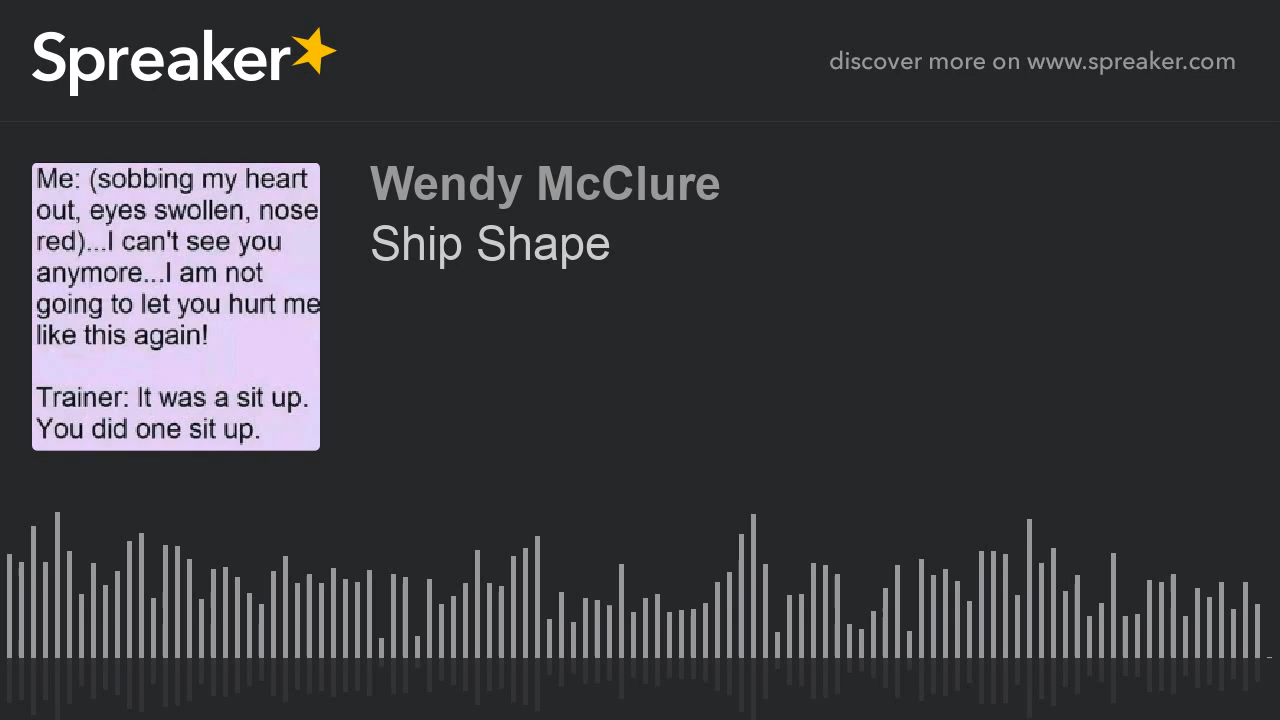 Spreaker
discover more on www.spreaker.com
Me: (sobbing my heart
out, eyes swollen, nose
red)...I can't see you
anymore...I am not
going to let you hurt me
like this again!
Trainer: It was a sit up.
You did one sit up.
Wendy McClure
Ship Shape